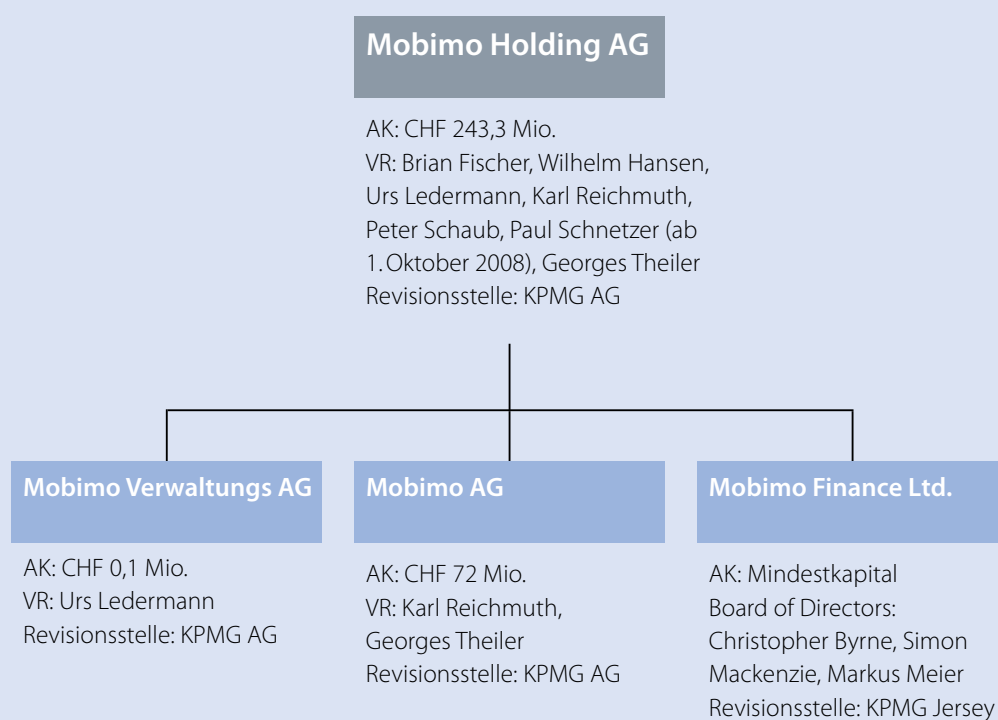 Mobimo Holding AG
AK: CHF 243,3 Mio.
VR: Brian Fischer, Wilhelm Hansen,
Urs Ledermann, Karl Reichmuth,
Peter Schaub, Paul Schnetzer (ab
1. Oktober 2008), Georges Theiler
Revisionsstelle: KPMG AG
Mobimo Verwaltungs AG
AK: CHF 0,1 Mio.
VR: Urs Ledermann
Revisionsstelle: KPMG AG
Mobimo AG
AK: CHF 72 Mio.
VR: Karl Reichmuth,
Georges Theiler
Revisionsstelle: KPMG AG
Mobimo Finance Ltd.
AK: Mindestkapital
Board of Directors:
Christopher Byrne, Simon
Mackenzie, Markus Meier
Revisionsstelle: KPMG Jersey